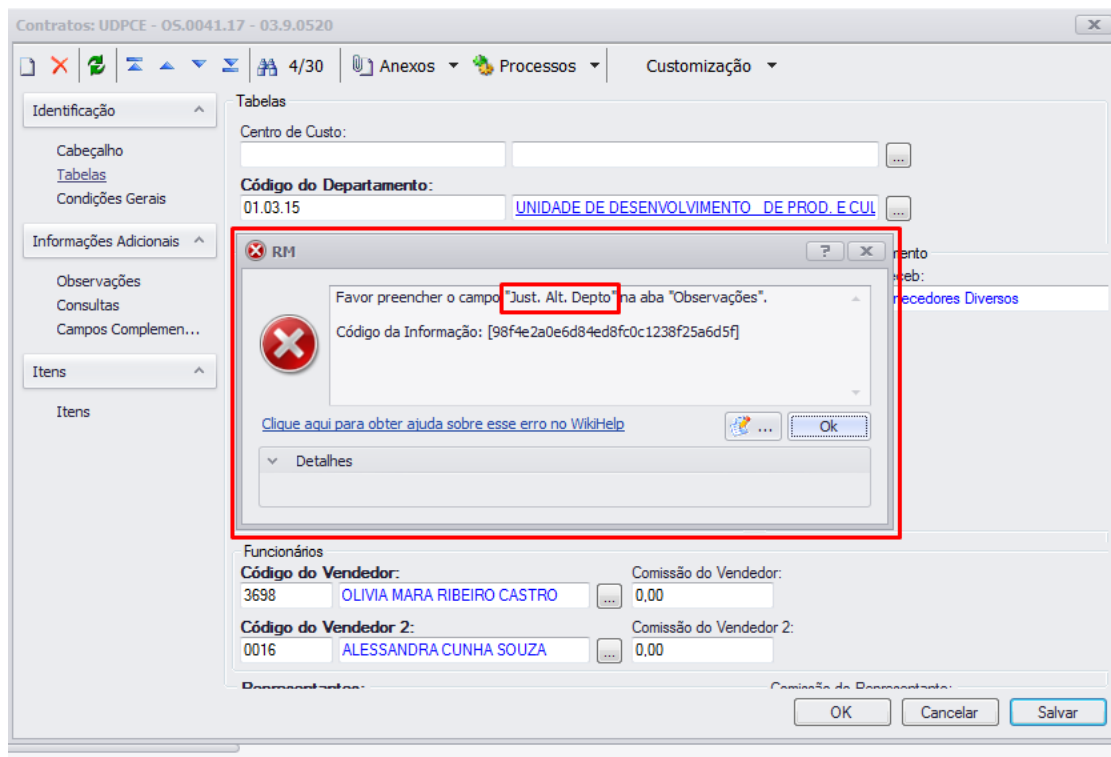 Contratos: UDPCE - OS.0041.17 - 03.9.0520
4/30 Anexos Processos Customização
Identificação
Cabeçalho
Tabelas
Condições Gerais
Informações Adicionais
Observações
Consultas
Campos Complemen...
Itens
Itens
Tabelas
Centro de Custo:
...
Código do Departamento:
01.03.15 UNIDADE DE DESENVOLVIMENTO DE PROD. E CUL ...
RM
Favor preencher o campo "Just. Alt. Depto" na aba "Observações".
Código da Informação: [98f4e2a0e6d84ed8fc0c1238f25a6d5f]
Clique aqui para obter ajuda sobre esse erro no WikiHelp ... Ok
Detalhes
Funcionários
Código do Vendedor: Comissão do Vendedor:
3698 OLIVIA MARA RIBEIRO CASTRO ... 0,00
Código do Vendedor 2: Comissão do Vendedor 2:
0016 ALESSANDRA CUNHA SOUZA ... 0,00
OK Cancelar Salvar